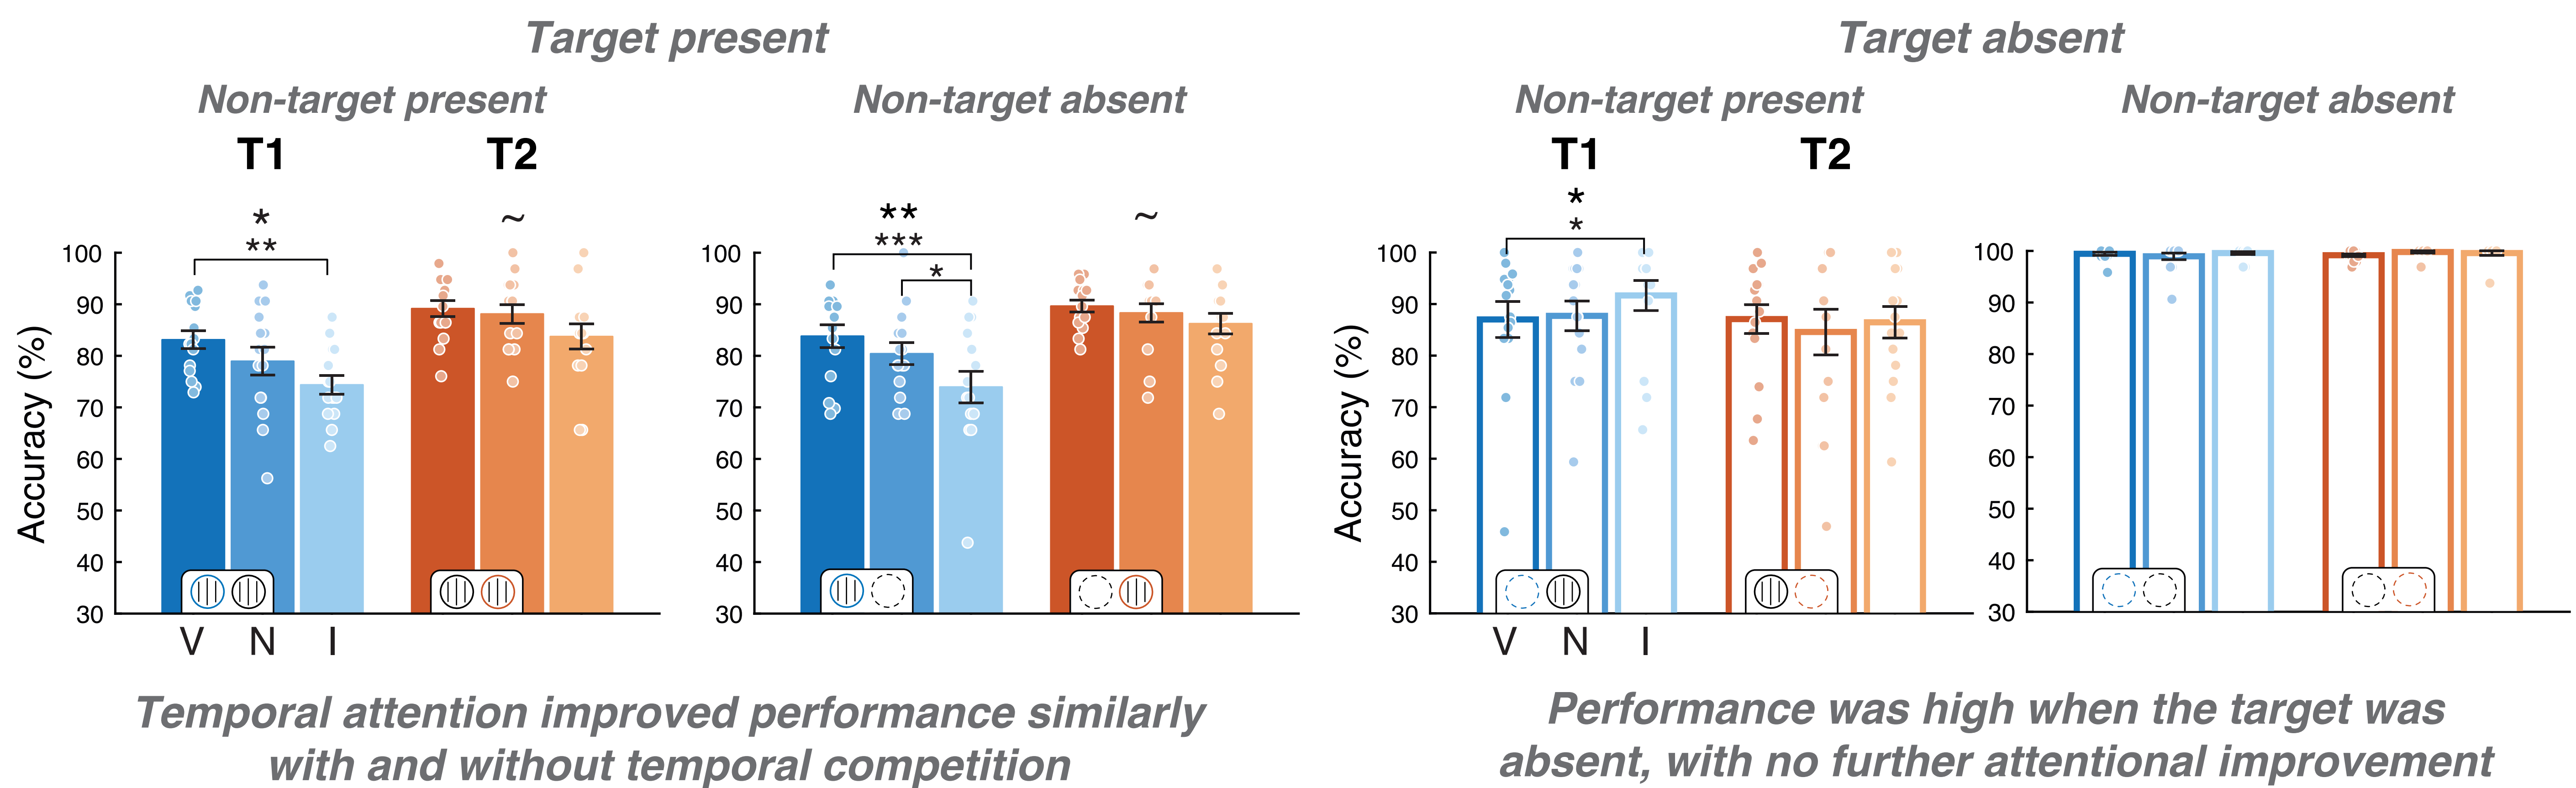 Target present
Target absent
Non-target present
Non-target absent
Non-target present
Non-target absent
T1
T2
T1
T2
*
**
~
**
***
*
~
*
*
Accuracy (%)
100
90
80
70
60
50
40
30
100
90
80
70
60
50
40
30
Accuracy (%)
100
90
80
70
60
50
40
30
100
90
80
70
60
50
40
30
V N I
V N I
Temporal attention improved performance similarly
with and without temporal competition
Performance was high when the target was
absent, with no further attentional improvement